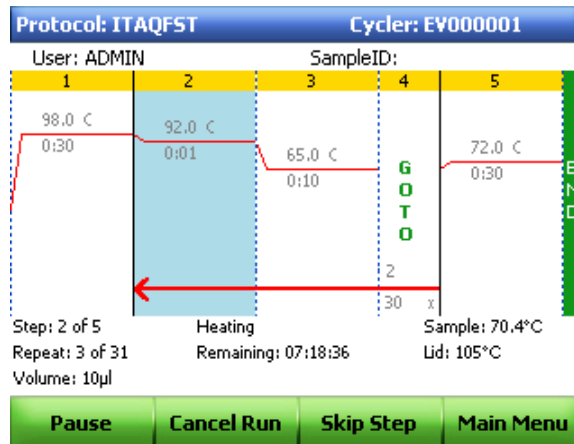 Protocol: ITAQFST Cycler: EV000001
User: ADMIN SampleID:
1 2 3 4 5
98.0 C 92.0 C 65.0 C 72.0 C
0:30 0:01 0:10 0:30
GOTO
END
2
30 x
Step: 2 of 5 Heating Sample: 70.4°C
Repeat: 3 of 31 Remaining: 07:18:36 Lid: 105°C
Volume: 10µl
Pause Cancel Run Skip Step Main Menu